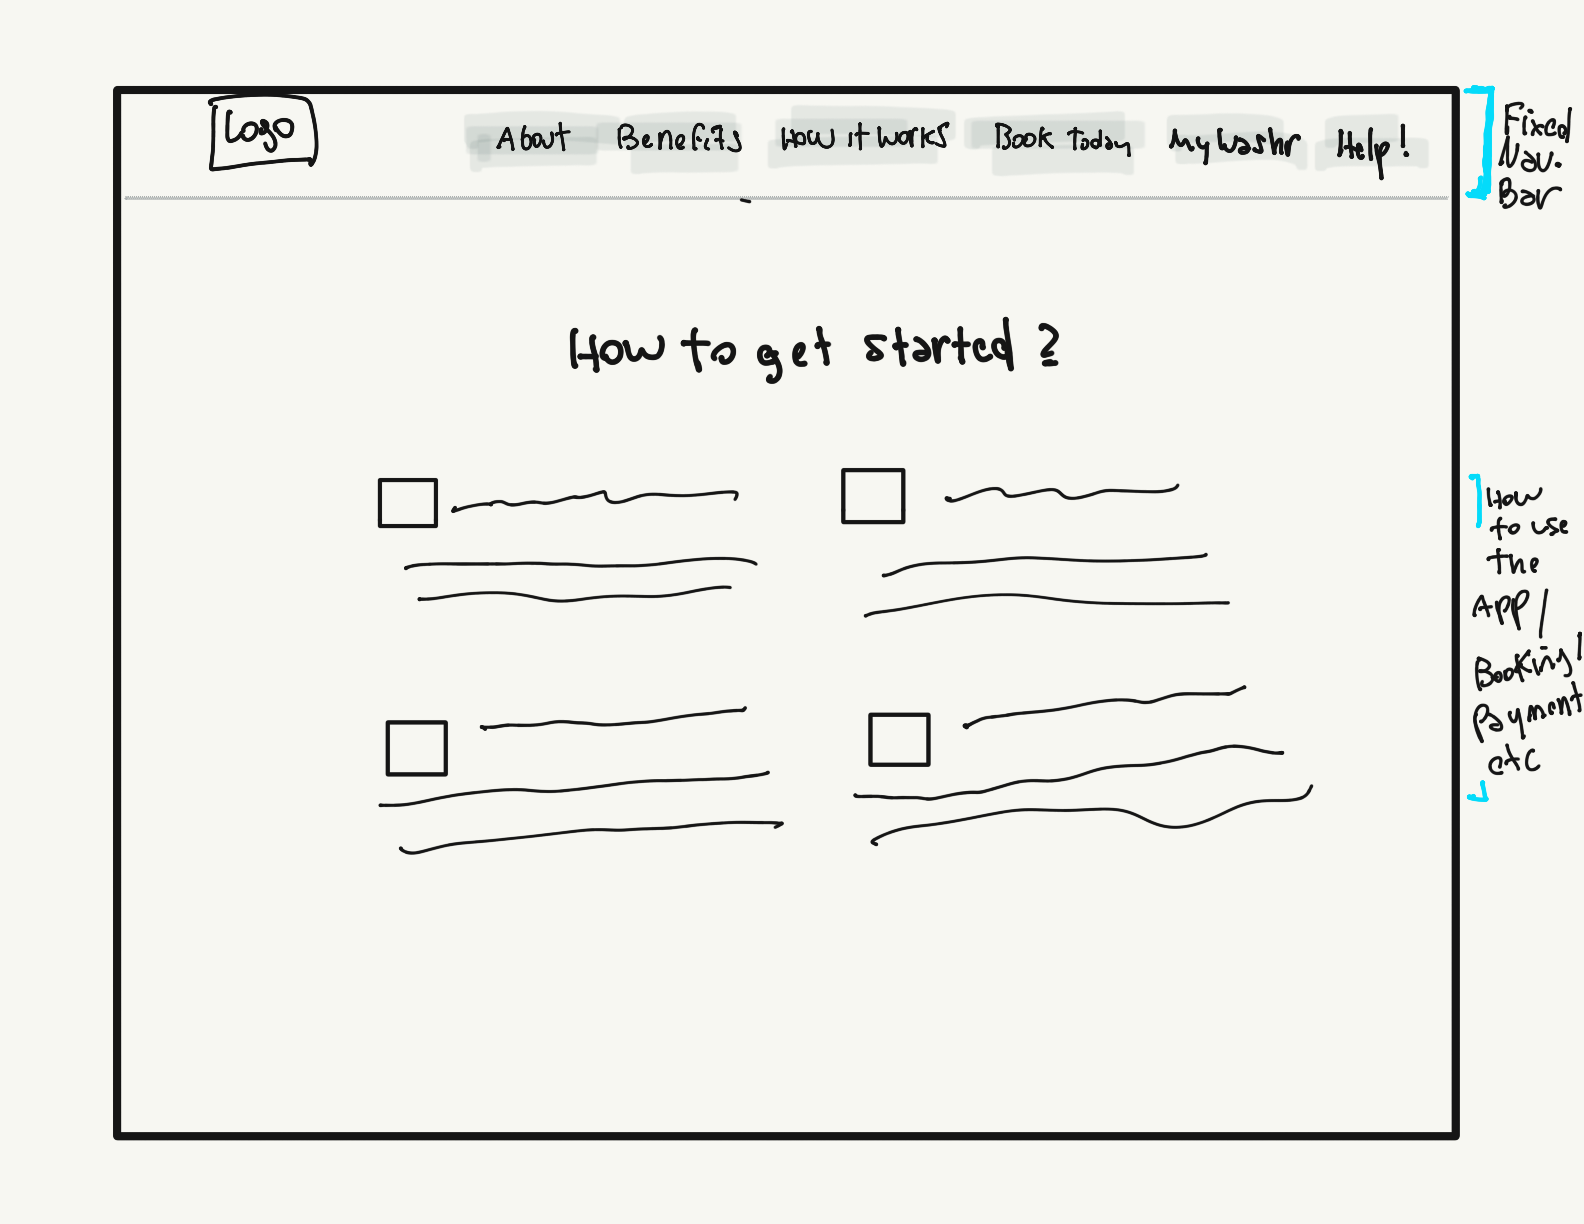 Logo
About Benefits How it works Book Today My Washr Help!
Fixed
Nav.
Bar
How to get started?
How
to use
the
APP/
Booking/
Payment
etc